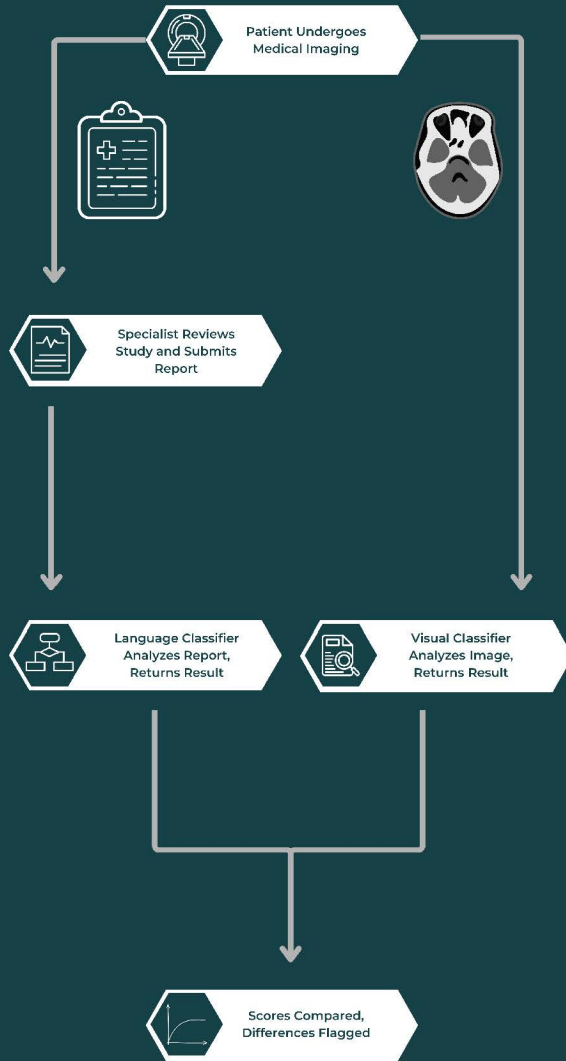 Patient Undergoes
Medical Imaging
Specialist Reviews
Study and Submits
Report
Language Classifier
Analyzes Report,
Returns Result
Visual Classifier
Analyzes Image,
Returns Result
Scores Compared,
Differences Flagged